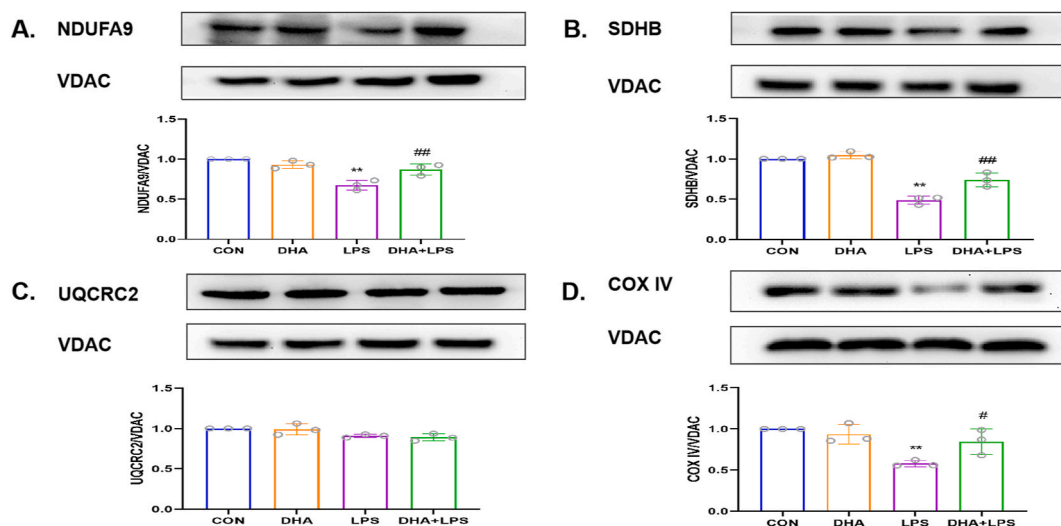 A. NDUFA9
VDAC
NDUFA9/VDAC
1.5
1.0
0.5
0.0
**
##
CON DHA LPS DHA+LPS
B. SDHB
VDAC
SDHB/VDAC
1.5
1.0
0.5
0.0
**
##
CON DHA LPS DHA+LPS
C. UQCRC2
VDAC
UQCRC2/VDAC
1.5
1.0
0.5
0.0
CON DHA LPS DHA+LPS
D. COX IV
VDAC
COX IV/VDAC
1.5
1.0
0.5
0.0
**
#
CON DHA LPS DHA+LPS